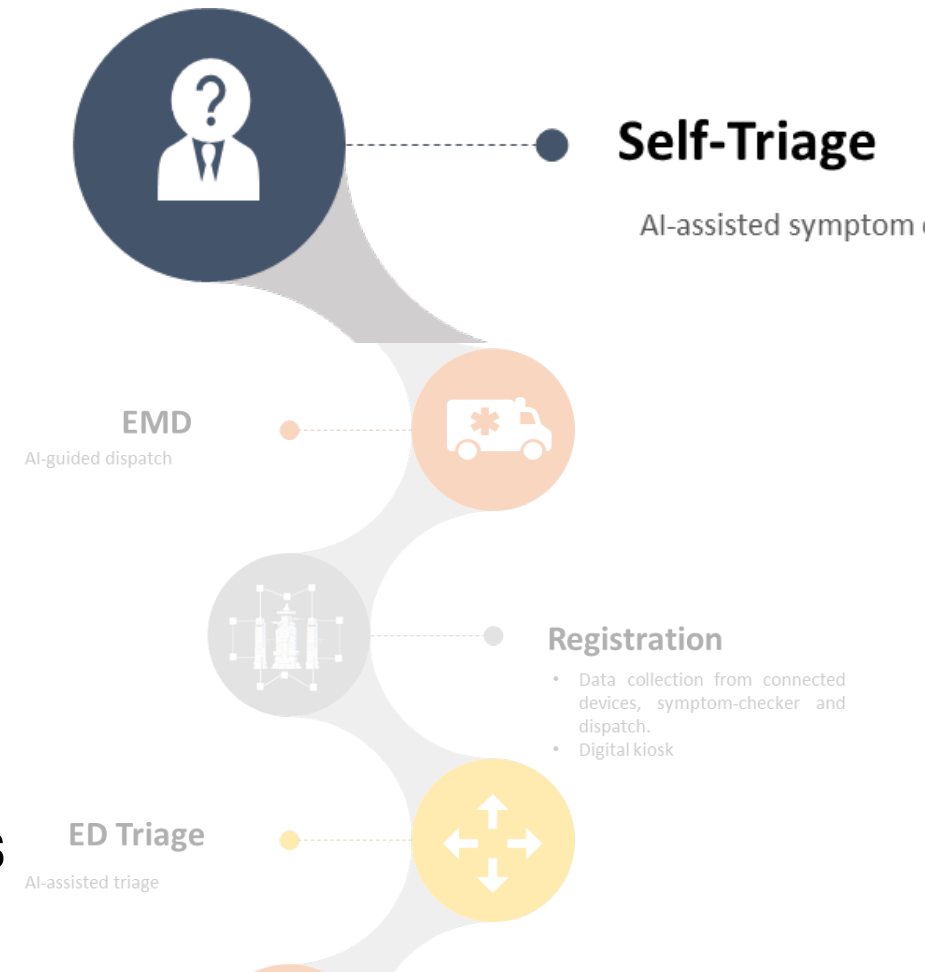 ?
Self-Triage
AI-assisted symptom
EMD
AI-guided dispatch
Registration
• Data collection from connected
devices, symptom-checker and
dispatch.
• Digital kiosk
s
ED Triage
AI-assisted triage